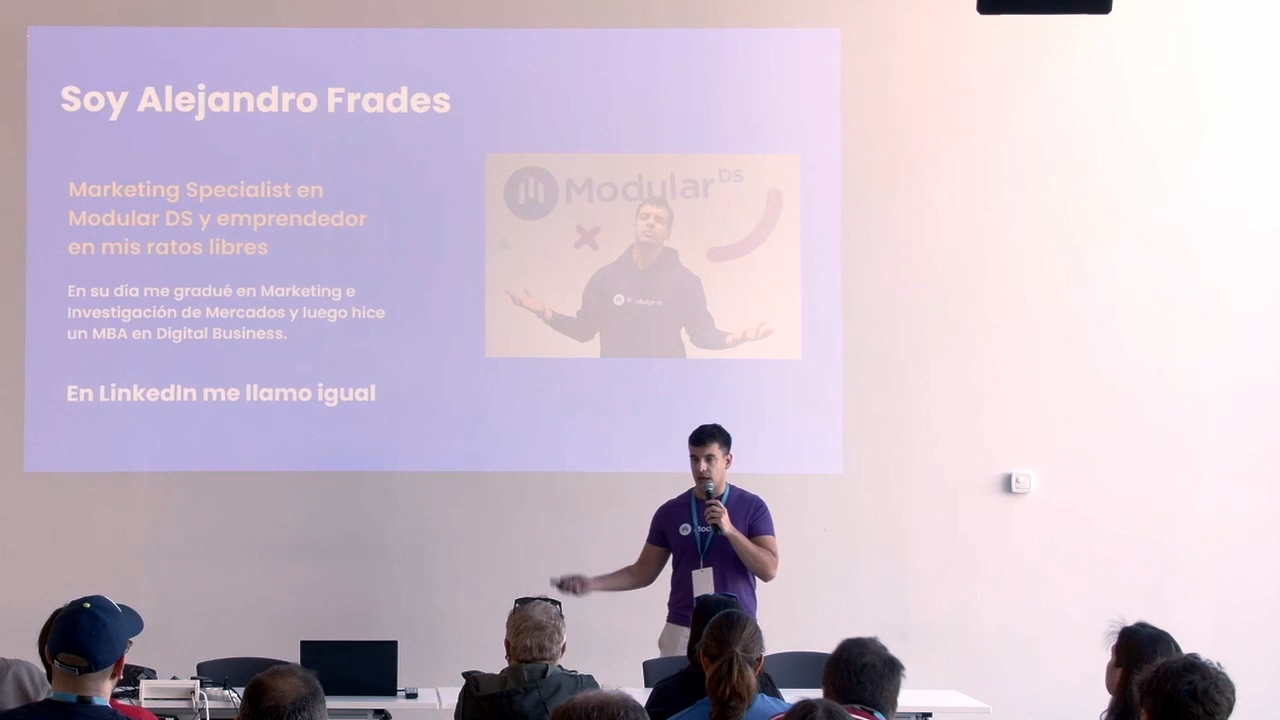 Soy Alejandro Frades
Marketing Specialist en
Modular DS y emprendedor
en mis ratos libres
En su día me gradué en Marketing e
Investigación de Mercados y luego hice
un MBA en Digital Business.
En LinkedIn me llamo igual
Modular DS